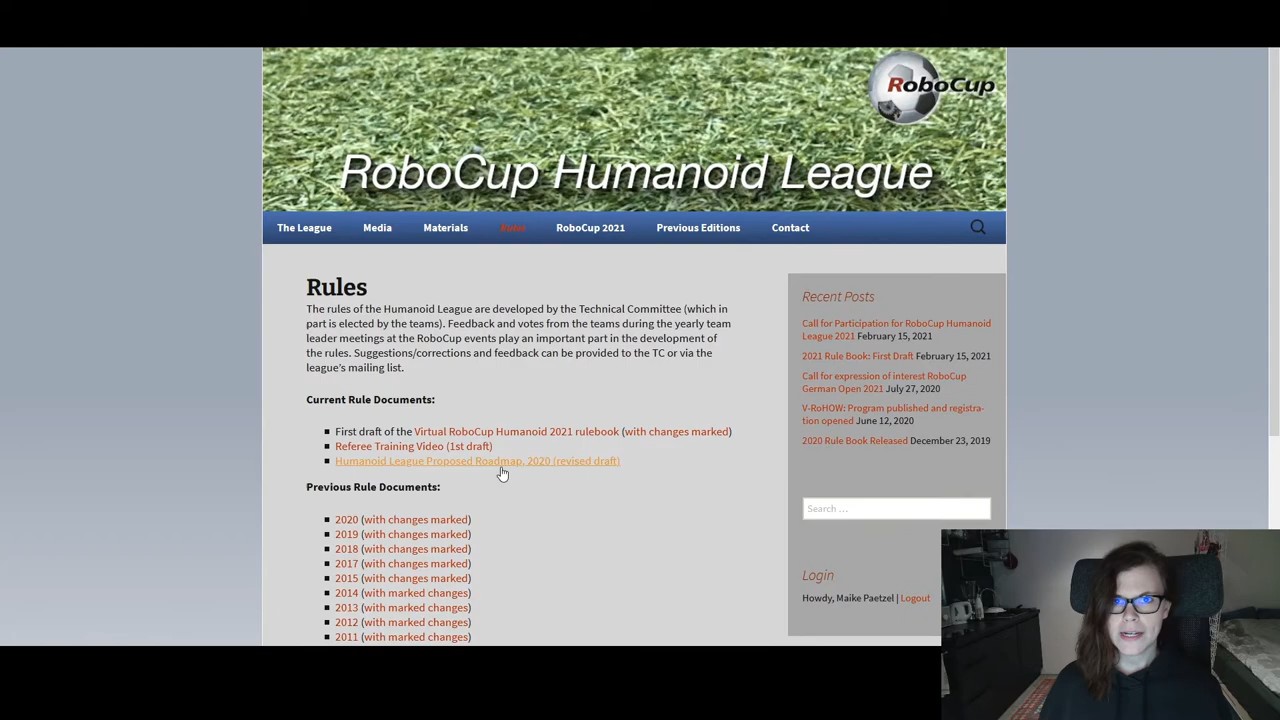 RoboCup
RoboCup Humanoid League
The League Media Materials Rules RoboCup 2021 Previous Editions Contact
Rules
The rules of the Humanoid League are developed by the Technical Committee (which in
part is elected by the teams). Feedback and votes from the teams during the yearly team
leader meetings at the RoboCup events play an important part in the development of
the rules. Suggestions/corrections and feedback can be provided to the TC or via the
league's mailing list.
Current Rule Documents:
First draft of the Virtual RoboCup Humanoid 2021 rulebook (with changes marked)
Referee Training Video (1st draft)
Humanoid League Proposed Roadmap, 2020 (revised draft)
Previous Rule Documents:
2020 (with changes marked)
2019 (with changes marked)
2018 (with changes marked)
2017 (with changes marked)
2015 (with changes marked)
2014 (with marked changes)
2013 (with marked changes)
2012 (with marked changes)
2011 (with marked changes)
Recent Posts
Call for Participation for RoboCup Humanoid
League 2021 February 15, 2021
2021 Rule Book: First Draft February 15, 2021
Call for expression of interest RoboCup
German Open 2021 July 27, 2020
V-RoHOW: Program published and registra-
tion opened June 12, 2020
2020 Rule Book Released December 23, 2019
Search …
Login
Howdy, Maike Paetzel | Logout